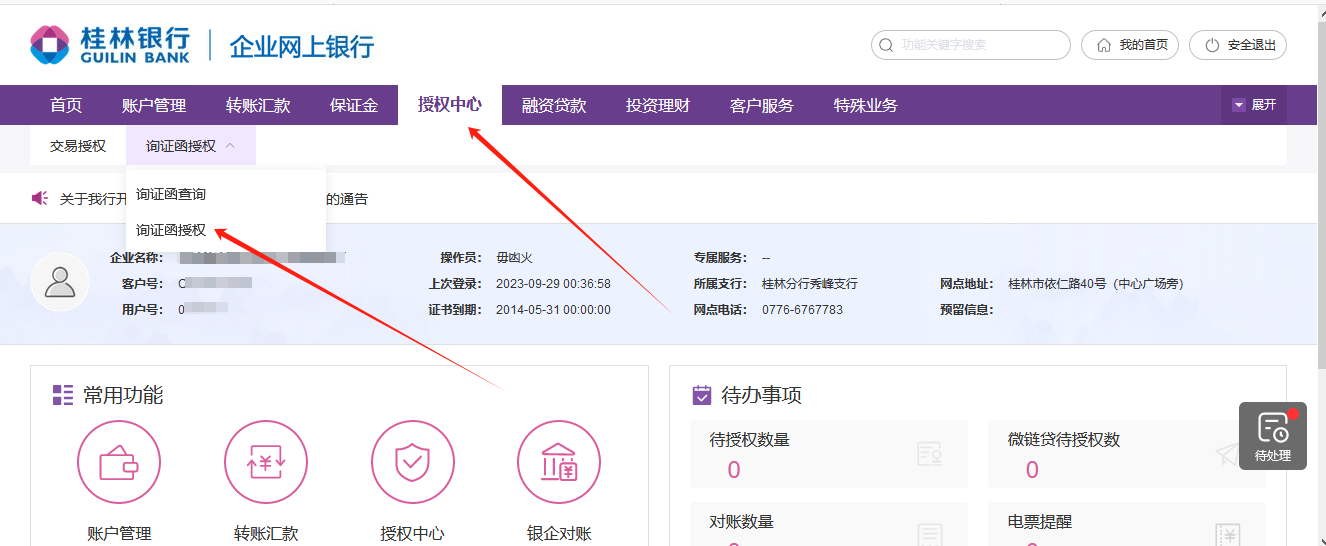 桂林银行
GUILIN BANK
企业网上银行
功能关键字搜索
我的首页
安全退出
首页 账户管理 转账汇款 保证金 授权中心 融资贷款 投资理财 客户服务 特殊业务 展开
交易授权 询证函授权
询证函查询
询证函授权
关于我行开 的通告
企业名称： 操作员： 毋凼火 专属服务： --
客户号： C 上次登录： 2023-09-29 00:36:58 所属支行： 桂林分行秀峰支行 网点地址： 桂林市依仁路40号（中心广场旁）
用户号： 0 证书到期： 2014-05-31 00:00:00 网点电话： 0776-6767783 预留信息：
常用功能
账户管理 转账汇款 授权中心 银企对账
待办事项
待授权数量 微链贷待授权数
0 0
对账数量 电票提醒
待处理